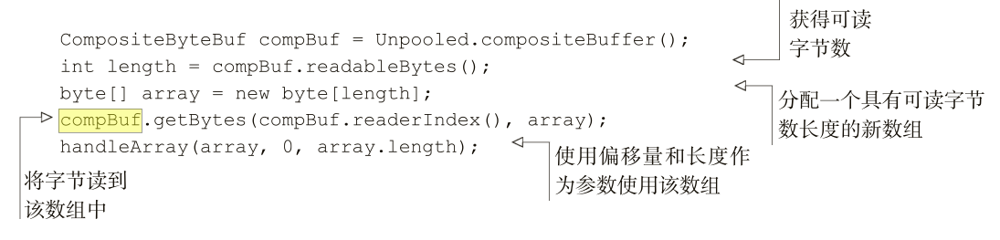 CompositeByteBuf compBuf = Unpooled.compositeBuffer();
int length = compBuf.readableBytes();
byte[] array = new byte[length];
compBuf.getBytes(compBuf.readerIndex(), array);
handleArray(array, 0, array.length);
获得可读
字节数
分配一个具有可读字节
数长度的新数组
使用偏移量和长度作
为参数使用该数组
将字节读到
该数组中